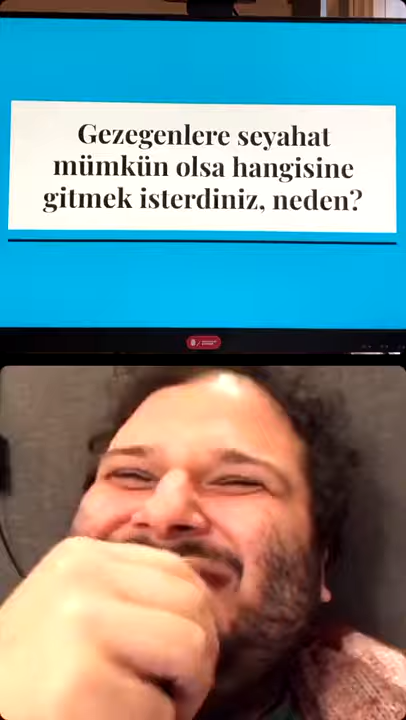 Gezegenlere seyahat
mümkün olsa hangisine
gitmek isterdiniz, neden?